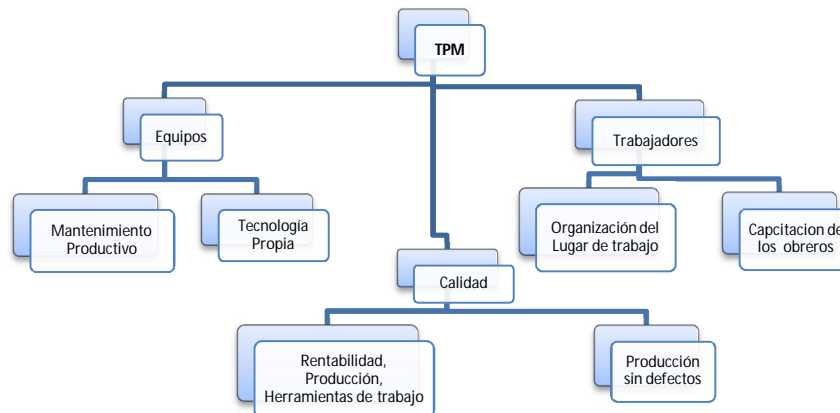 TPM
Equipos
Trabajadores
Mantenimiento
Productivo
Tecnología
Propia
Organización del
Lugar de trabajo
Capcitacion de
los obreros
Calidad
Rentabilidad,
Producción,
Herramientas de trabajo
Producción
sin defectos